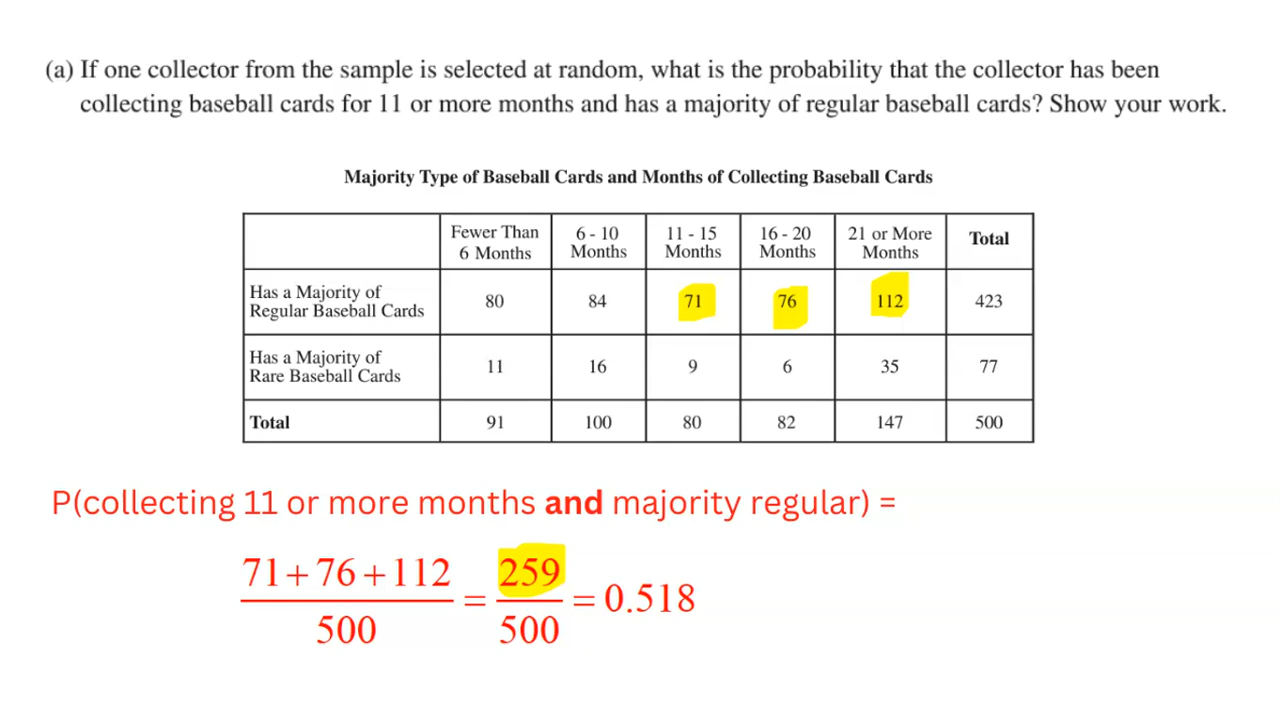 (a) If one collector from the sample is selected at random, what is the probability that the collector has been
collecting baseball cards for 11 or more months and has a majority of regular baseball cards? Show your work.
Majority Type of Baseball Cards and Months of Collecting Baseball Cards
Fewer Than 6 - 10 11 - 15 16 - 20 21 or More Total
6 Months Months Months Months Months
Has a Majority of
Regular Baseball Cards 80 84 71 76 112 423
Has a Majority of
Rare Baseball Cards 11 16 9 6 35 77
Total 91 100 80 82 147 500
P(collecting 11 or more months and majority regular) =
71+76+112 259
= = 0.518
500 500